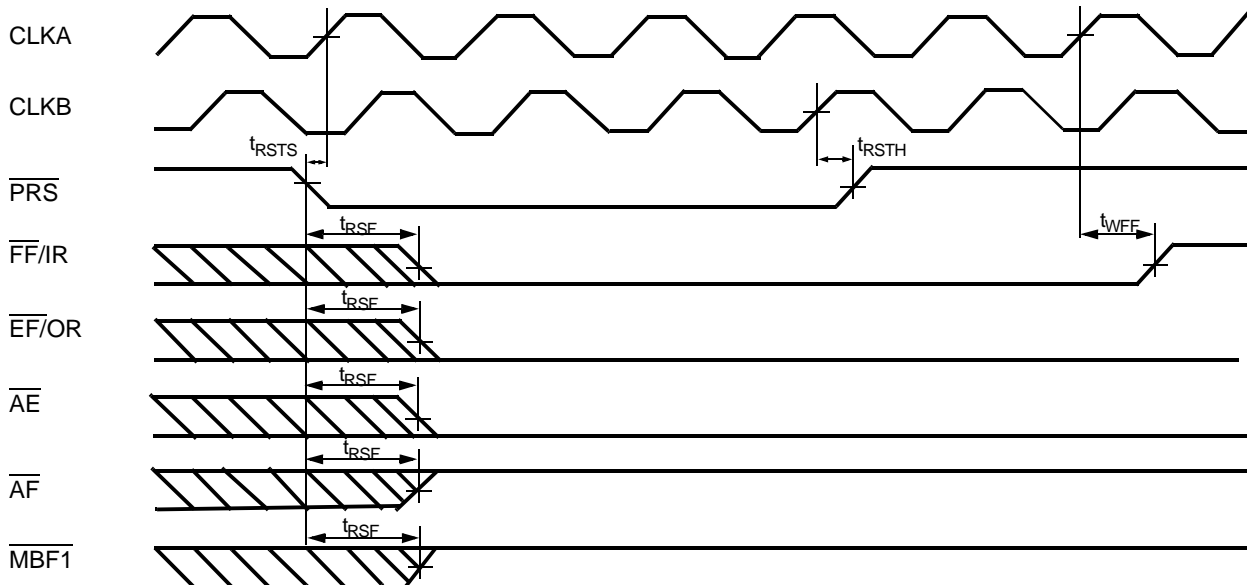 CLKA
CLKB
tRSTS
tRSTH
PRS
tRSF
tWFF
FF/IR
tRSF
EF/OR
tRSF
AE
tRSF
AF
tRSF
MBF1